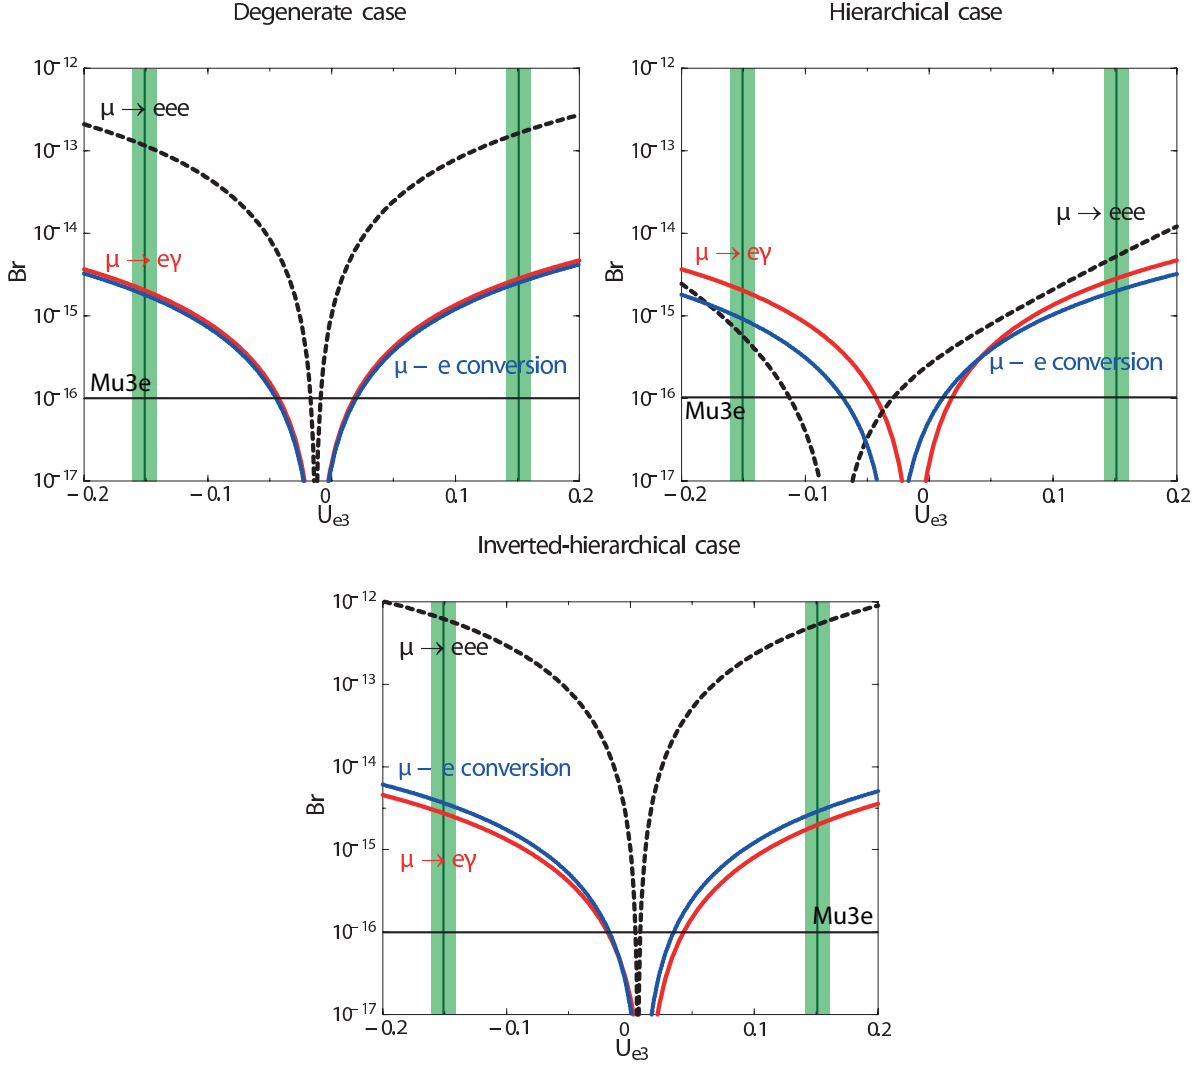 Degenerate case
10⁻¹²
μ → eee
10⁻¹³
10⁻¹⁴
μ → eγ
Br
10⁻¹⁵
μ − e conversion
Mu3e
10⁻¹⁶
10⁻¹⁷
−0.2 −0.1 0 0.1 0.2
U_e3
Hierarchical case
10⁻¹²
10⁻¹³
μ → eee
10⁻¹⁴
μ → eγ
Br
10⁻¹⁵
μ − e conversion
10⁻¹⁶
Mu3e
10⁻¹⁷
−0.2 −0.1 0 0.1 0.2
U_e3
Inverted-hierarchical case
10⁻¹²
μ → eee
10⁻¹³
10⁻¹⁴
μ − e conversion
Br
10⁻¹⁵
μ → eγ
Mu3e
10⁻¹⁶
10⁻¹⁷
−0.2 −0.1 0 0.1 0.2
U_e3